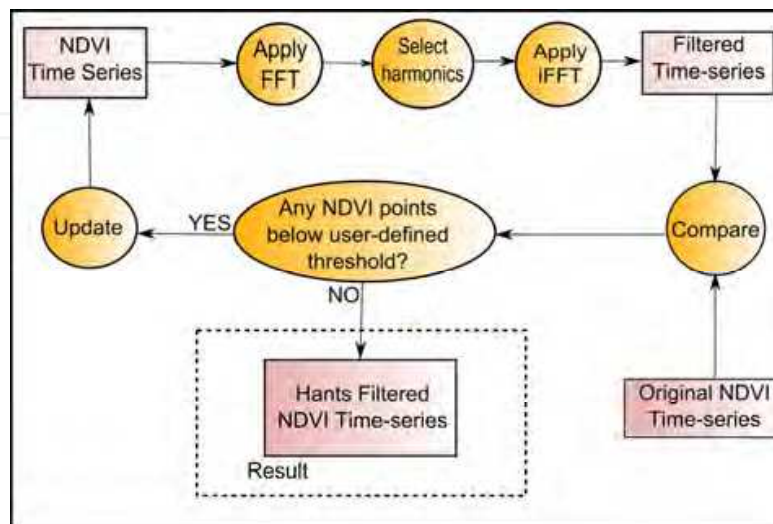 NDVI
Time Series
Apply
FFT
Select
harmonics
Apply
iFFT
Filtered
Time-series
Update
YES
Any NDVI points
below user-defined
threshold?
Compare
NO
Hants Filtered
NDVI Time-series
Result
Original NDVI
Time-series